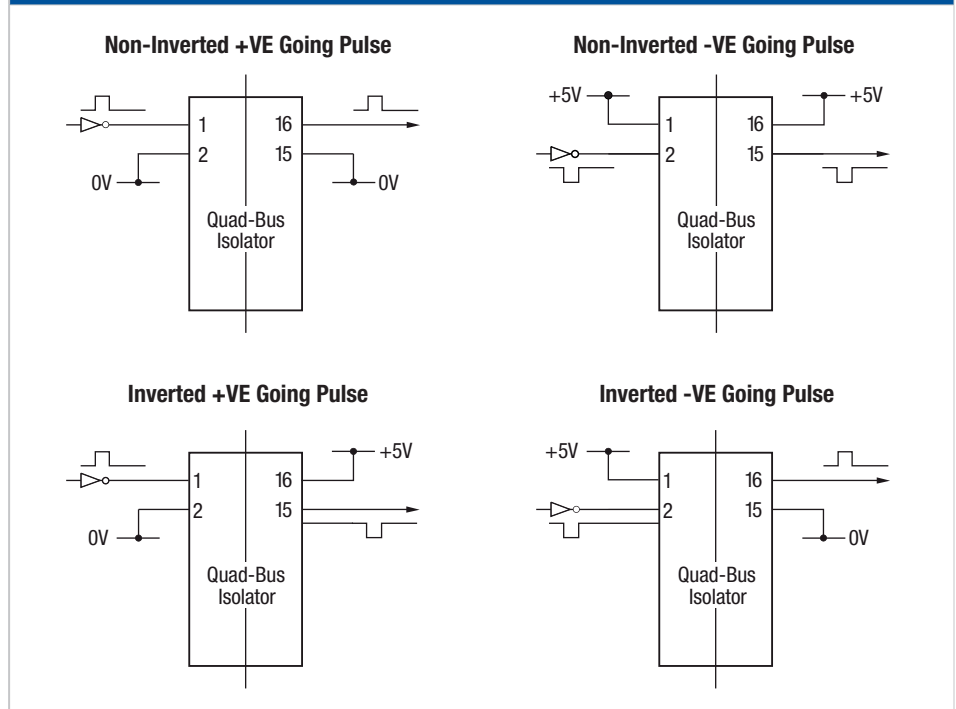 Non-Inverted +VE Going Pulse
1
16
2
15
0V
0V
Quad-Bus
Isolator
Non-Inverted -VE Going Pulse
+5V
+5V
1
16
2
15
Quad-Bus
Isolator
Inverted +VE Going Pulse
+5V
1
16
2
15
0V
Quad-Bus
Isolator
Inverted -VE Going Pulse
+5V
1
16
2
15
0V
Quad-Bus
Isolator